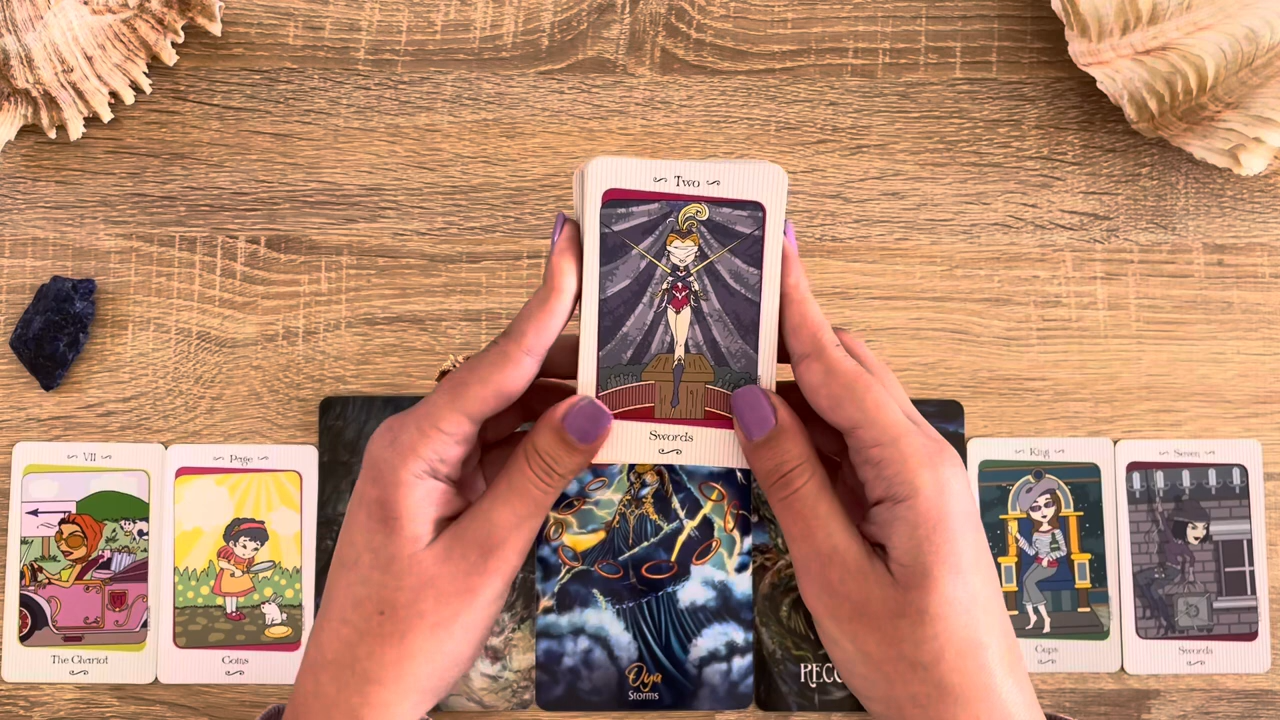 Two
Swords
VII
The Chariot
Page
Coins
Oya
Storms
King
Cups
Seven
Swords